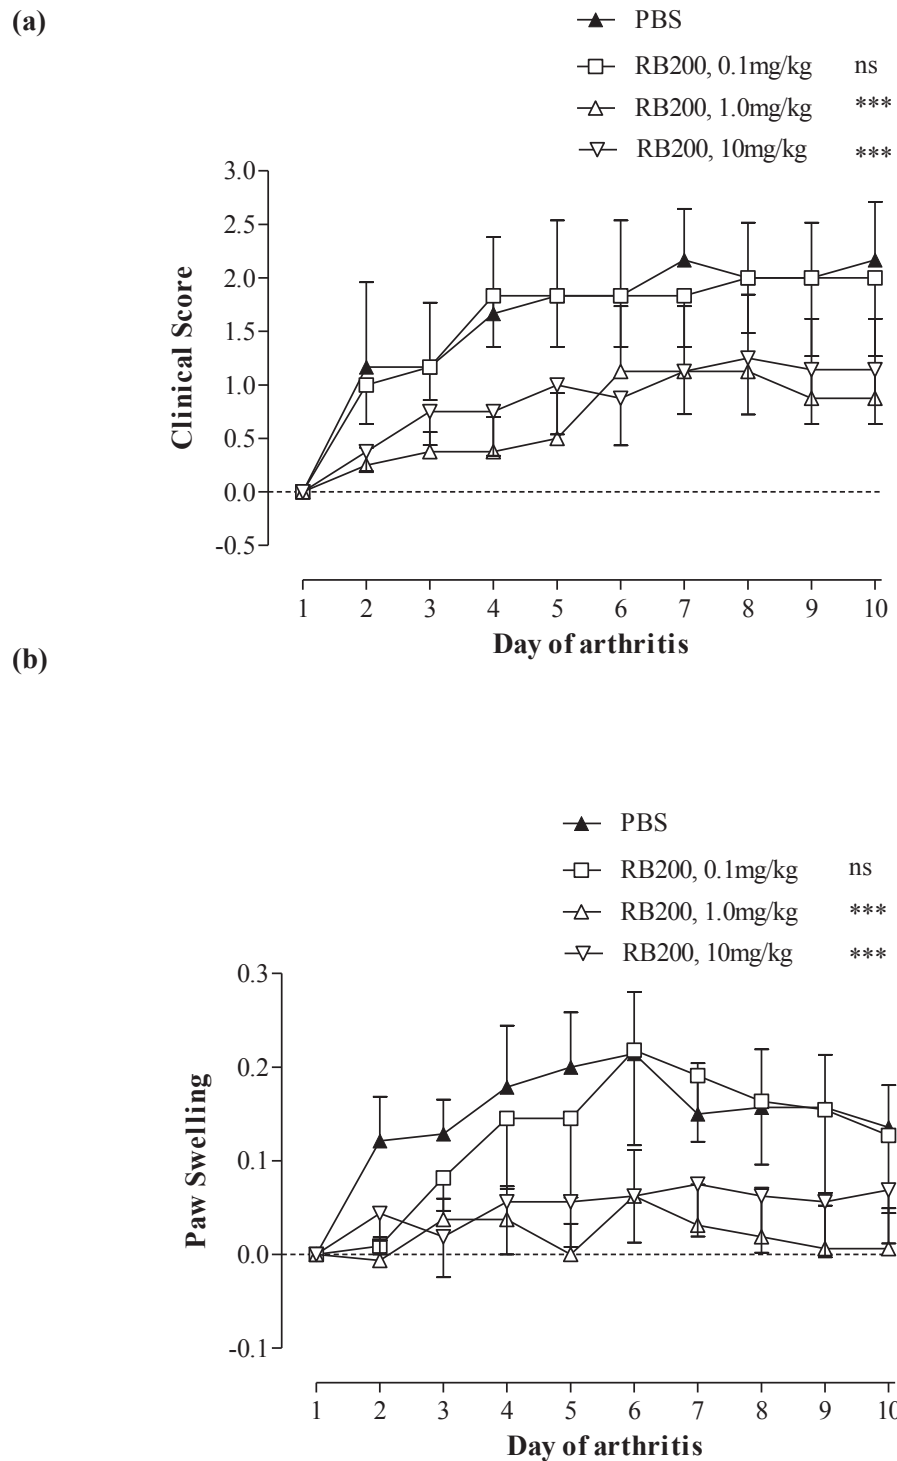 (a)
PBS
RB200, 0.1mg/kg ns
RB200, 1.0mg/kg ***
RB200, 10mg/kg ***
3.0
2.5
2.0
1.5
1.0
0.5
0.0
-0.5
Clinical Score
1 2 3 4 5 6 7 8 9 10
Day of arthritis
(b)
PBS
RB200, 0.1mg/kg ns
RB200, 1.0mg/kg ***
RB200, 10mg/kg ***
0.3
0.2
0.1
0.0
-0.1
Paw Swelling
1 2 3 4 5 6 7 8 9 10
Day of arthritis